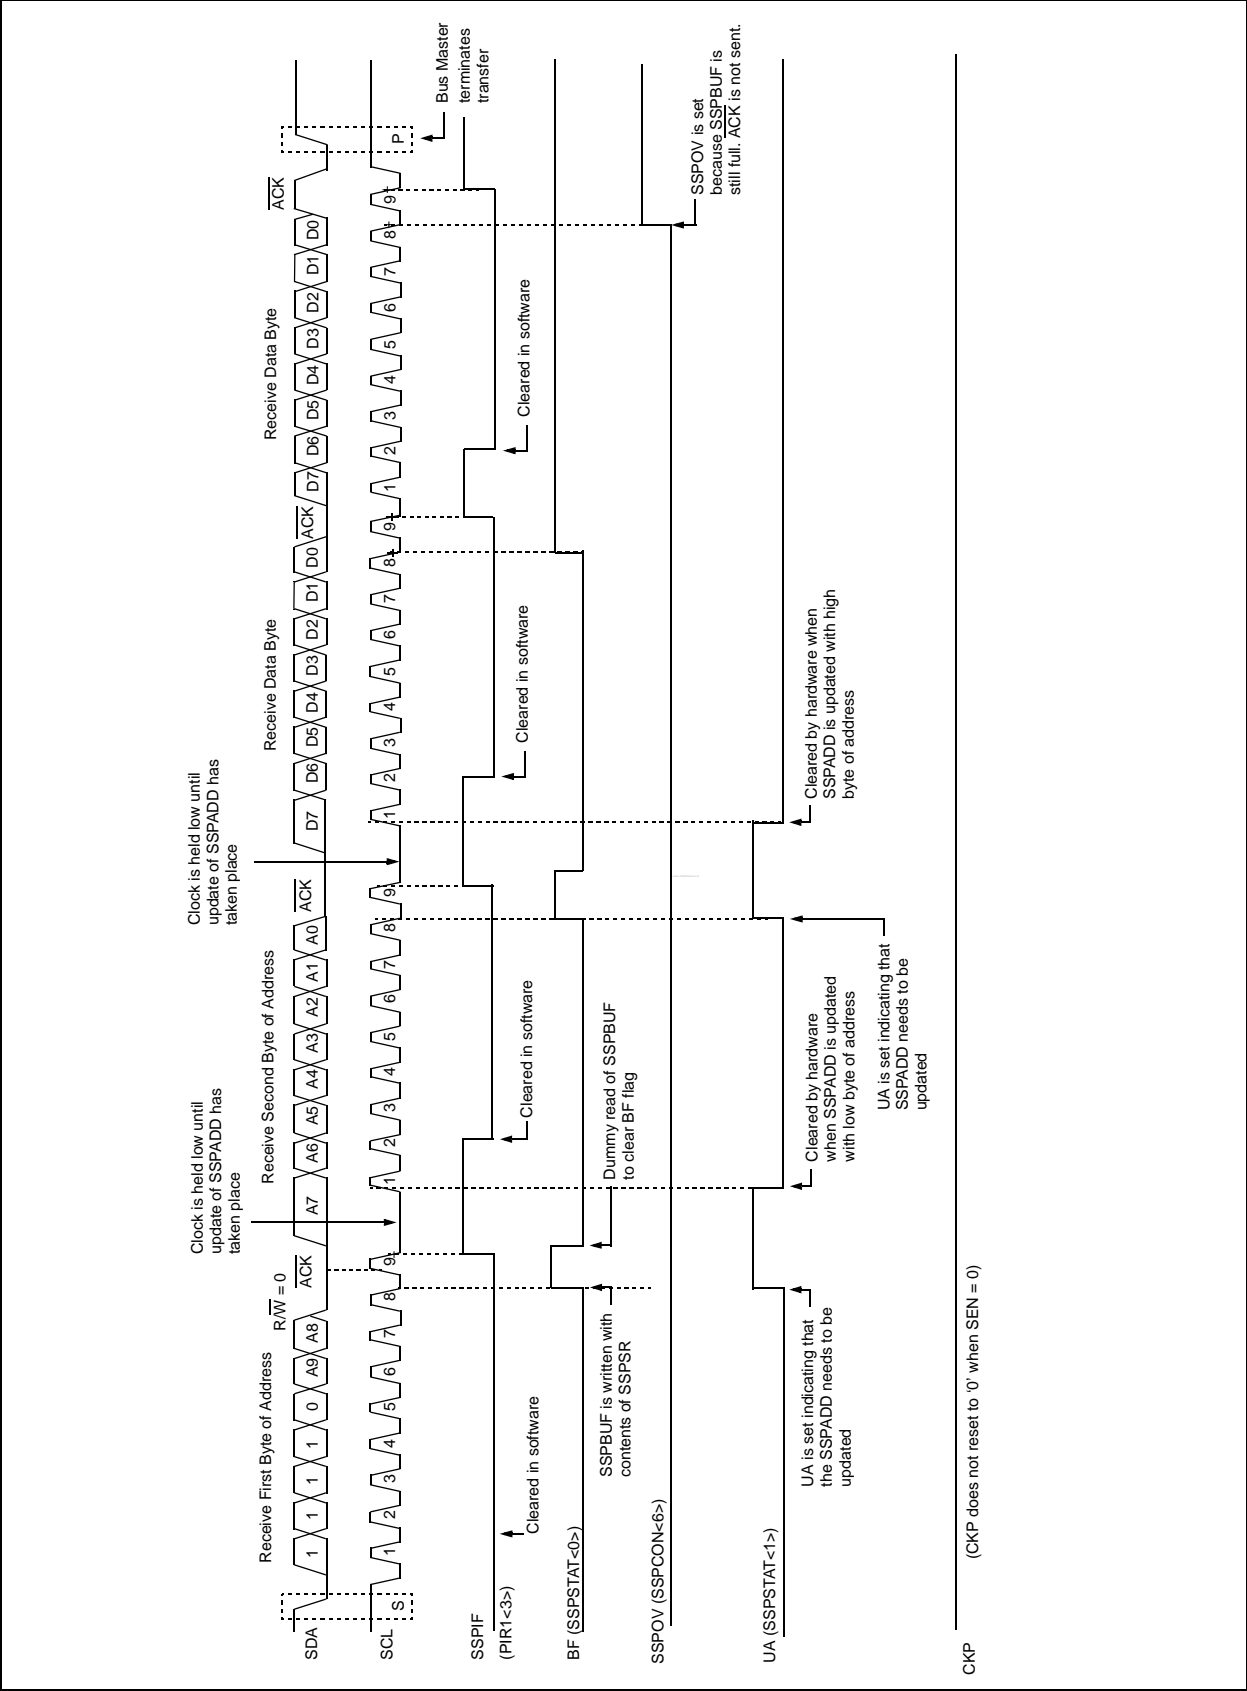 Receive First Byte of Address
R/W = 0
Clock is held low until
update of SSPADD has
taken place
Receive Second Byte of Address
Clock is held low until
update of SSPADD has
taken place
Receive Data Byte
Receive Data Byte
SDA
1 1 1 1 0 A9 A8 ACK A7 A6 A5 A4 A3 A2 A1 A0 ACK D7 D6 D5 D4 D3 D2 D1 D0 ACK D7 D6 D5 D4 D3 D2 D1 D0 ACK
SCL
S 1 2 3 4 5 6 7 8 9 1 2 3 4 5 6 7 8 9 1 2 3 4 5 6 7 8 9 1 2 3 4 5 6 7 8 9 P
Bus Master
terminates
transfer
SSPIF
(PIR1<3>)
Cleared in software
Cleared in software
Cleared in software
Cleared in software
BF (SSPSTAT<0>)
SSPBUF is written with
contents of SSPSR
Dummy read of SSPBUF
to clear BF flag
SSPOV (SSPCON<6>)
SSPOV is set
because SSPBUF is
still full. ACK is not sent.
UA (SSPSTAT<1>)
UA is set indicating that
the SSPADD needs to be
updated
Cleared by hardware
when SSPADD is updated
with low byte of address
UA is set indicating that
SSPADD needs to be
updated
Cleared by hardware when
SSPADD is updated with high
byte of address
CKP
(CKP does not reset to ‘0’ when SEN = 0)